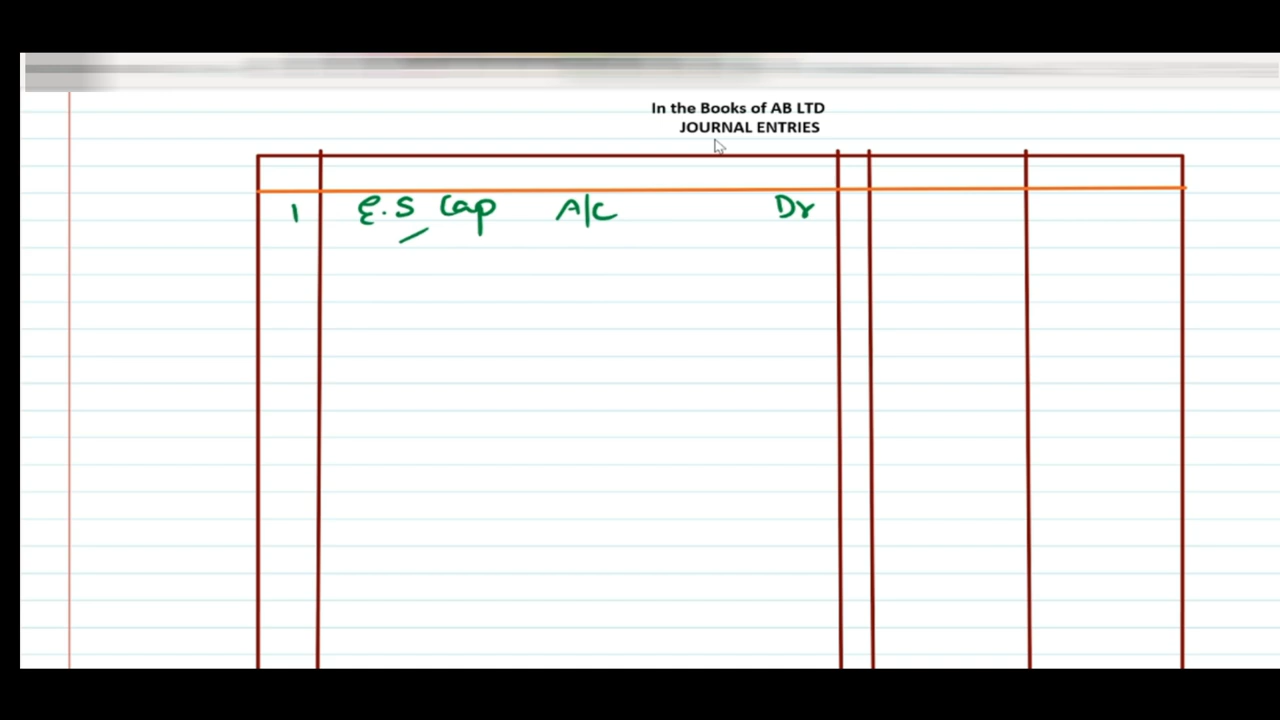 In the Books of AB LTD
JOURNAL ENTRIES
1 E.S Cap A/C Dr